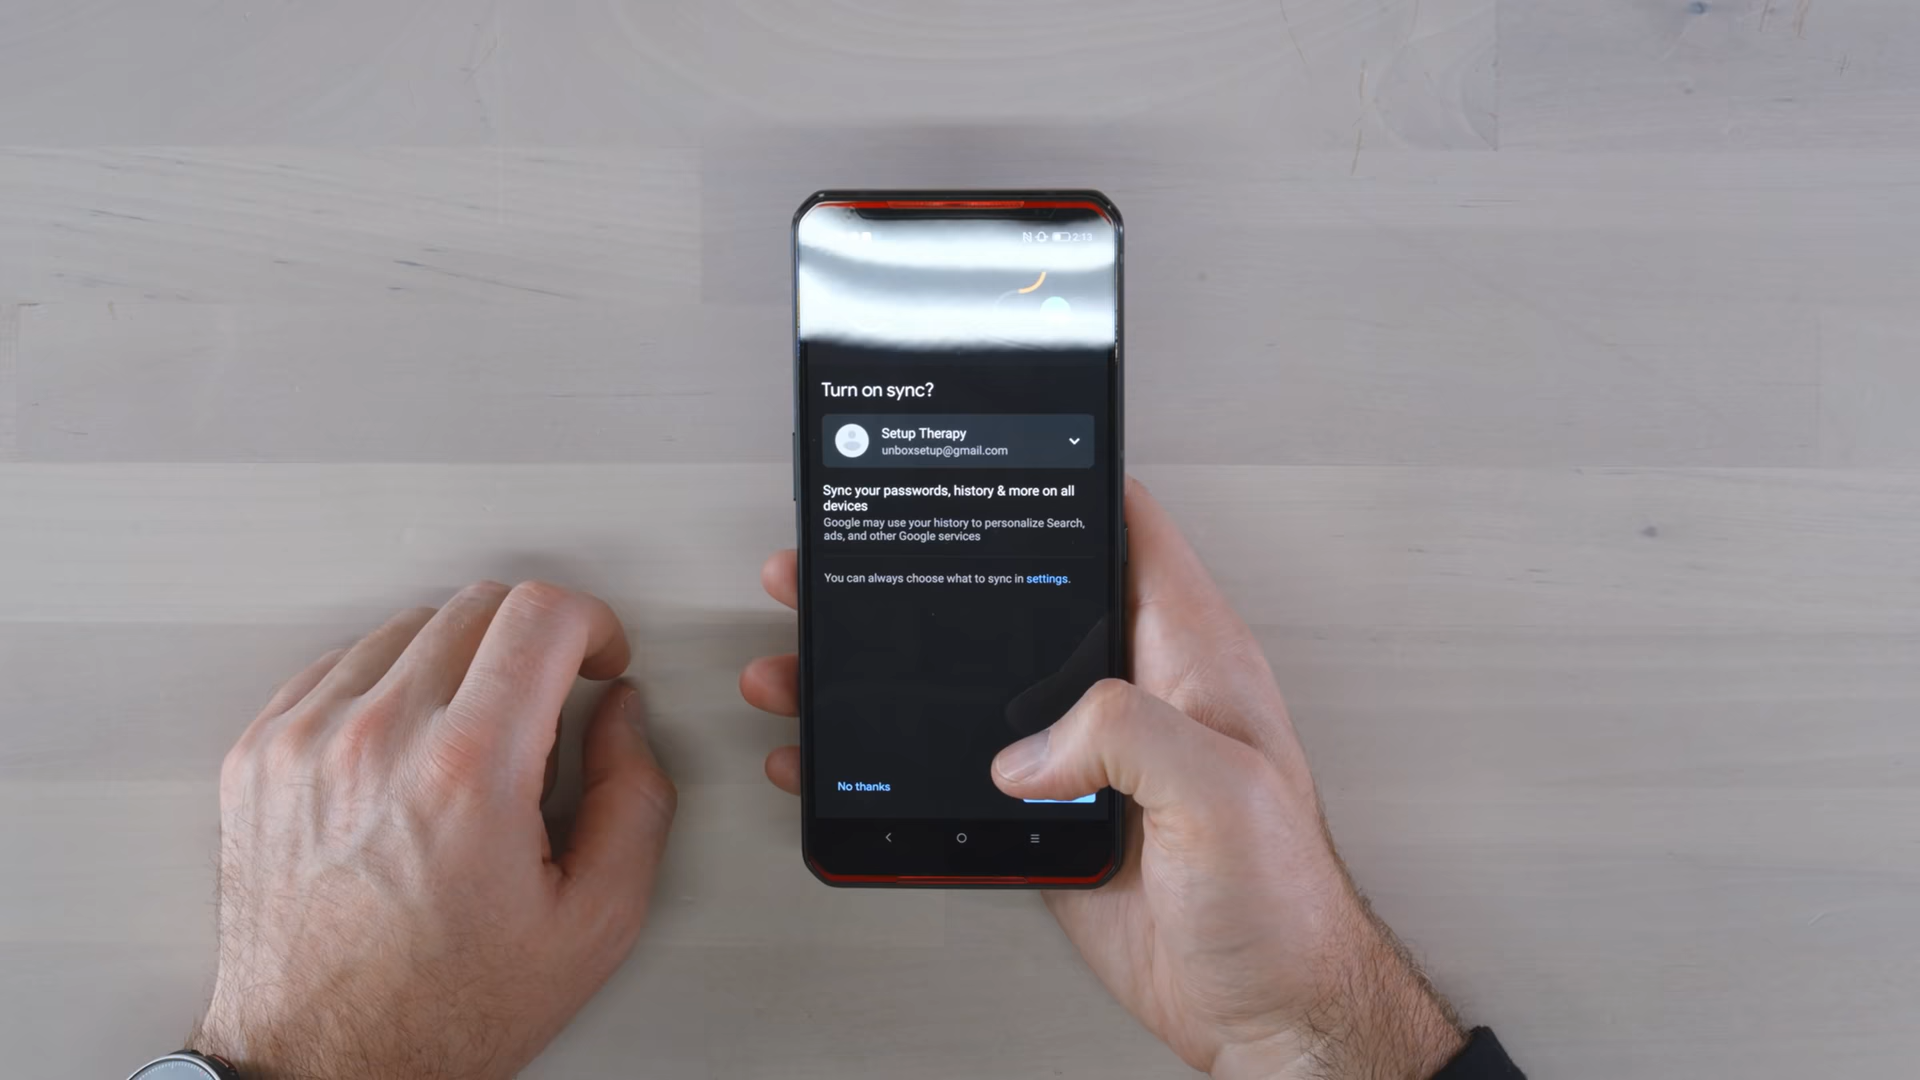 2:13
Turn on sync?
Setup Therapy
unboxsetup@gmail.com
Sync your passwords, history & more on all
devices
Google may use your history to personalize Search,
ads, and other Google services
You can always choose what to sync in settings.
No thanks